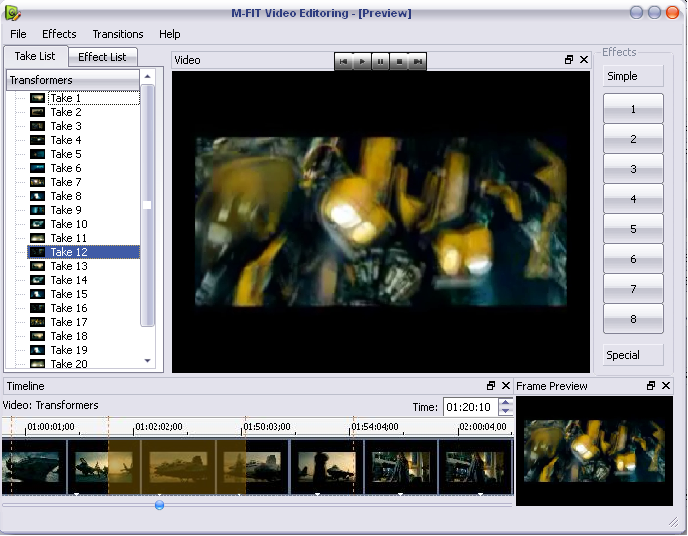 M-FIT Video Editoring - [Preview]
File Effects Transitions Help
Take List Effect List
Transformers
Take 1
Take 2
Take 3
Take 4
Take 5
Take 6
Take 7
Take 8
Take 9
Take 10
Take 11
Take 12
Take 13
Take 14
Take 15
Take 16
Take 17
Take 18
Take 19
Take 20
Video
Effects
Simple
1
2
3
4
5
6
7
8
Special
Timeline
Video: Transformers
Time: 01:20:10
01:00:01;00 01:02:02;00 01:50:03;00 01:54:04;00 02:00:04,00
Frame Preview